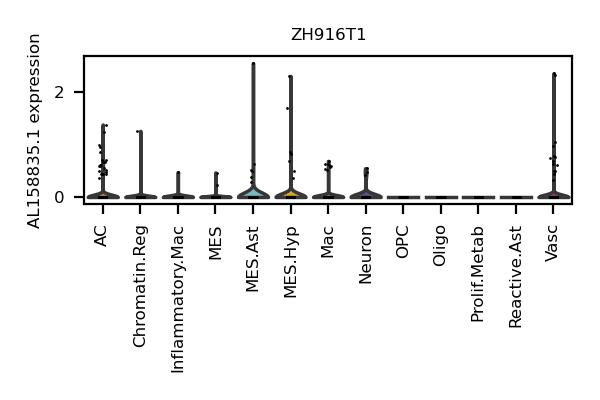 ZH916T1
AL158835.1 expression
2
0
AC
Chromatin.Reg
Inflammatory.Mac
MES
MES.Ast
MES.Hyp
Mac
Neuron
OPC
Oligo
Prolif.Metab
Reactive.Ast
Vasc